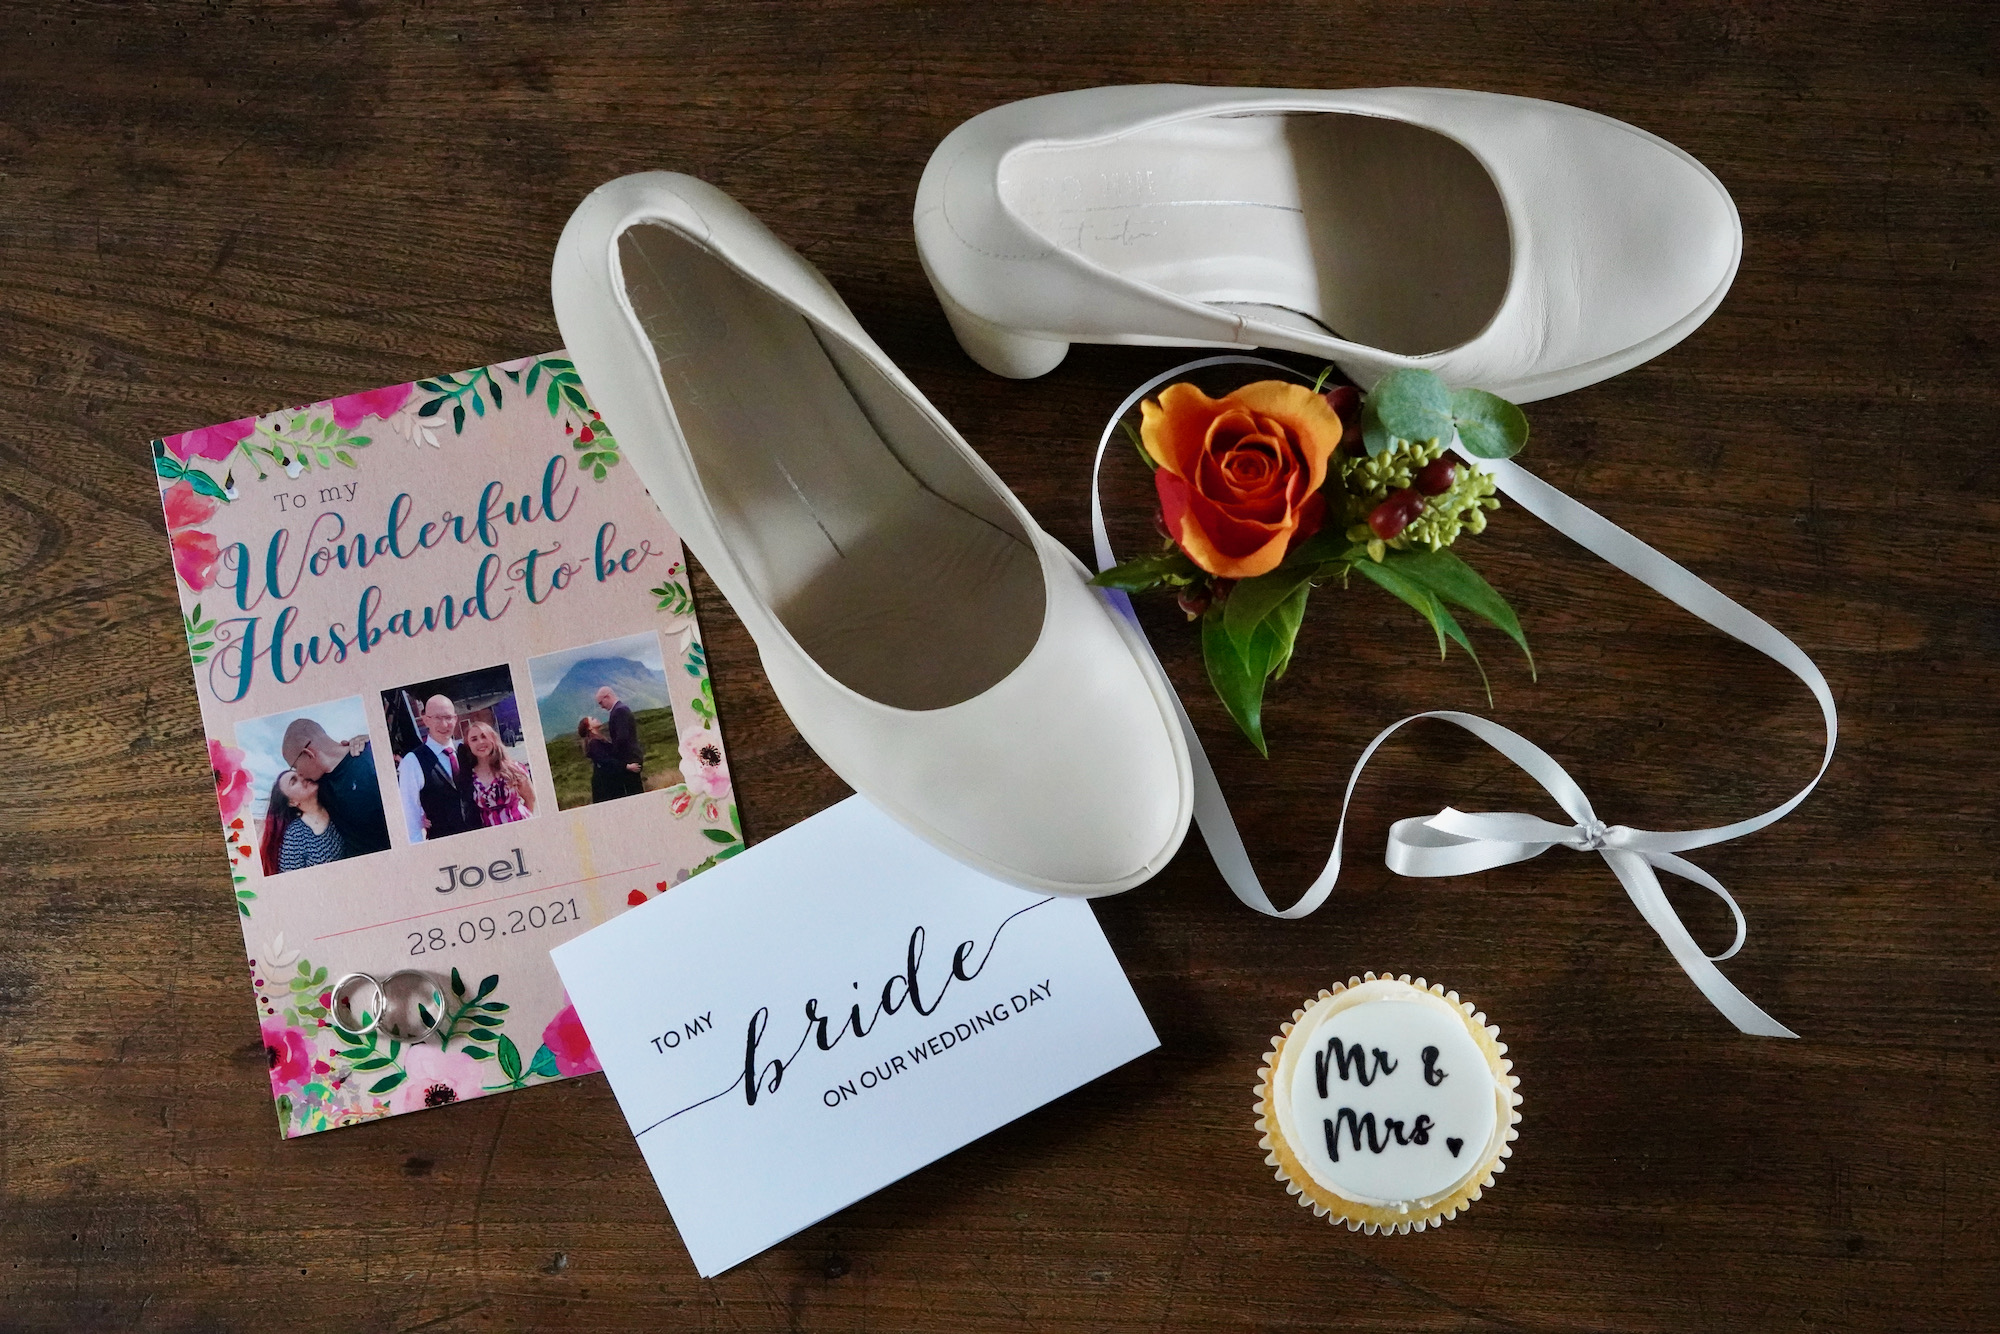 To my
Wonderful
Husband-to-be
Joel
28.09.2021
TO MY
bride
ON OUR WEDDING DAY
Mr &
Mrs